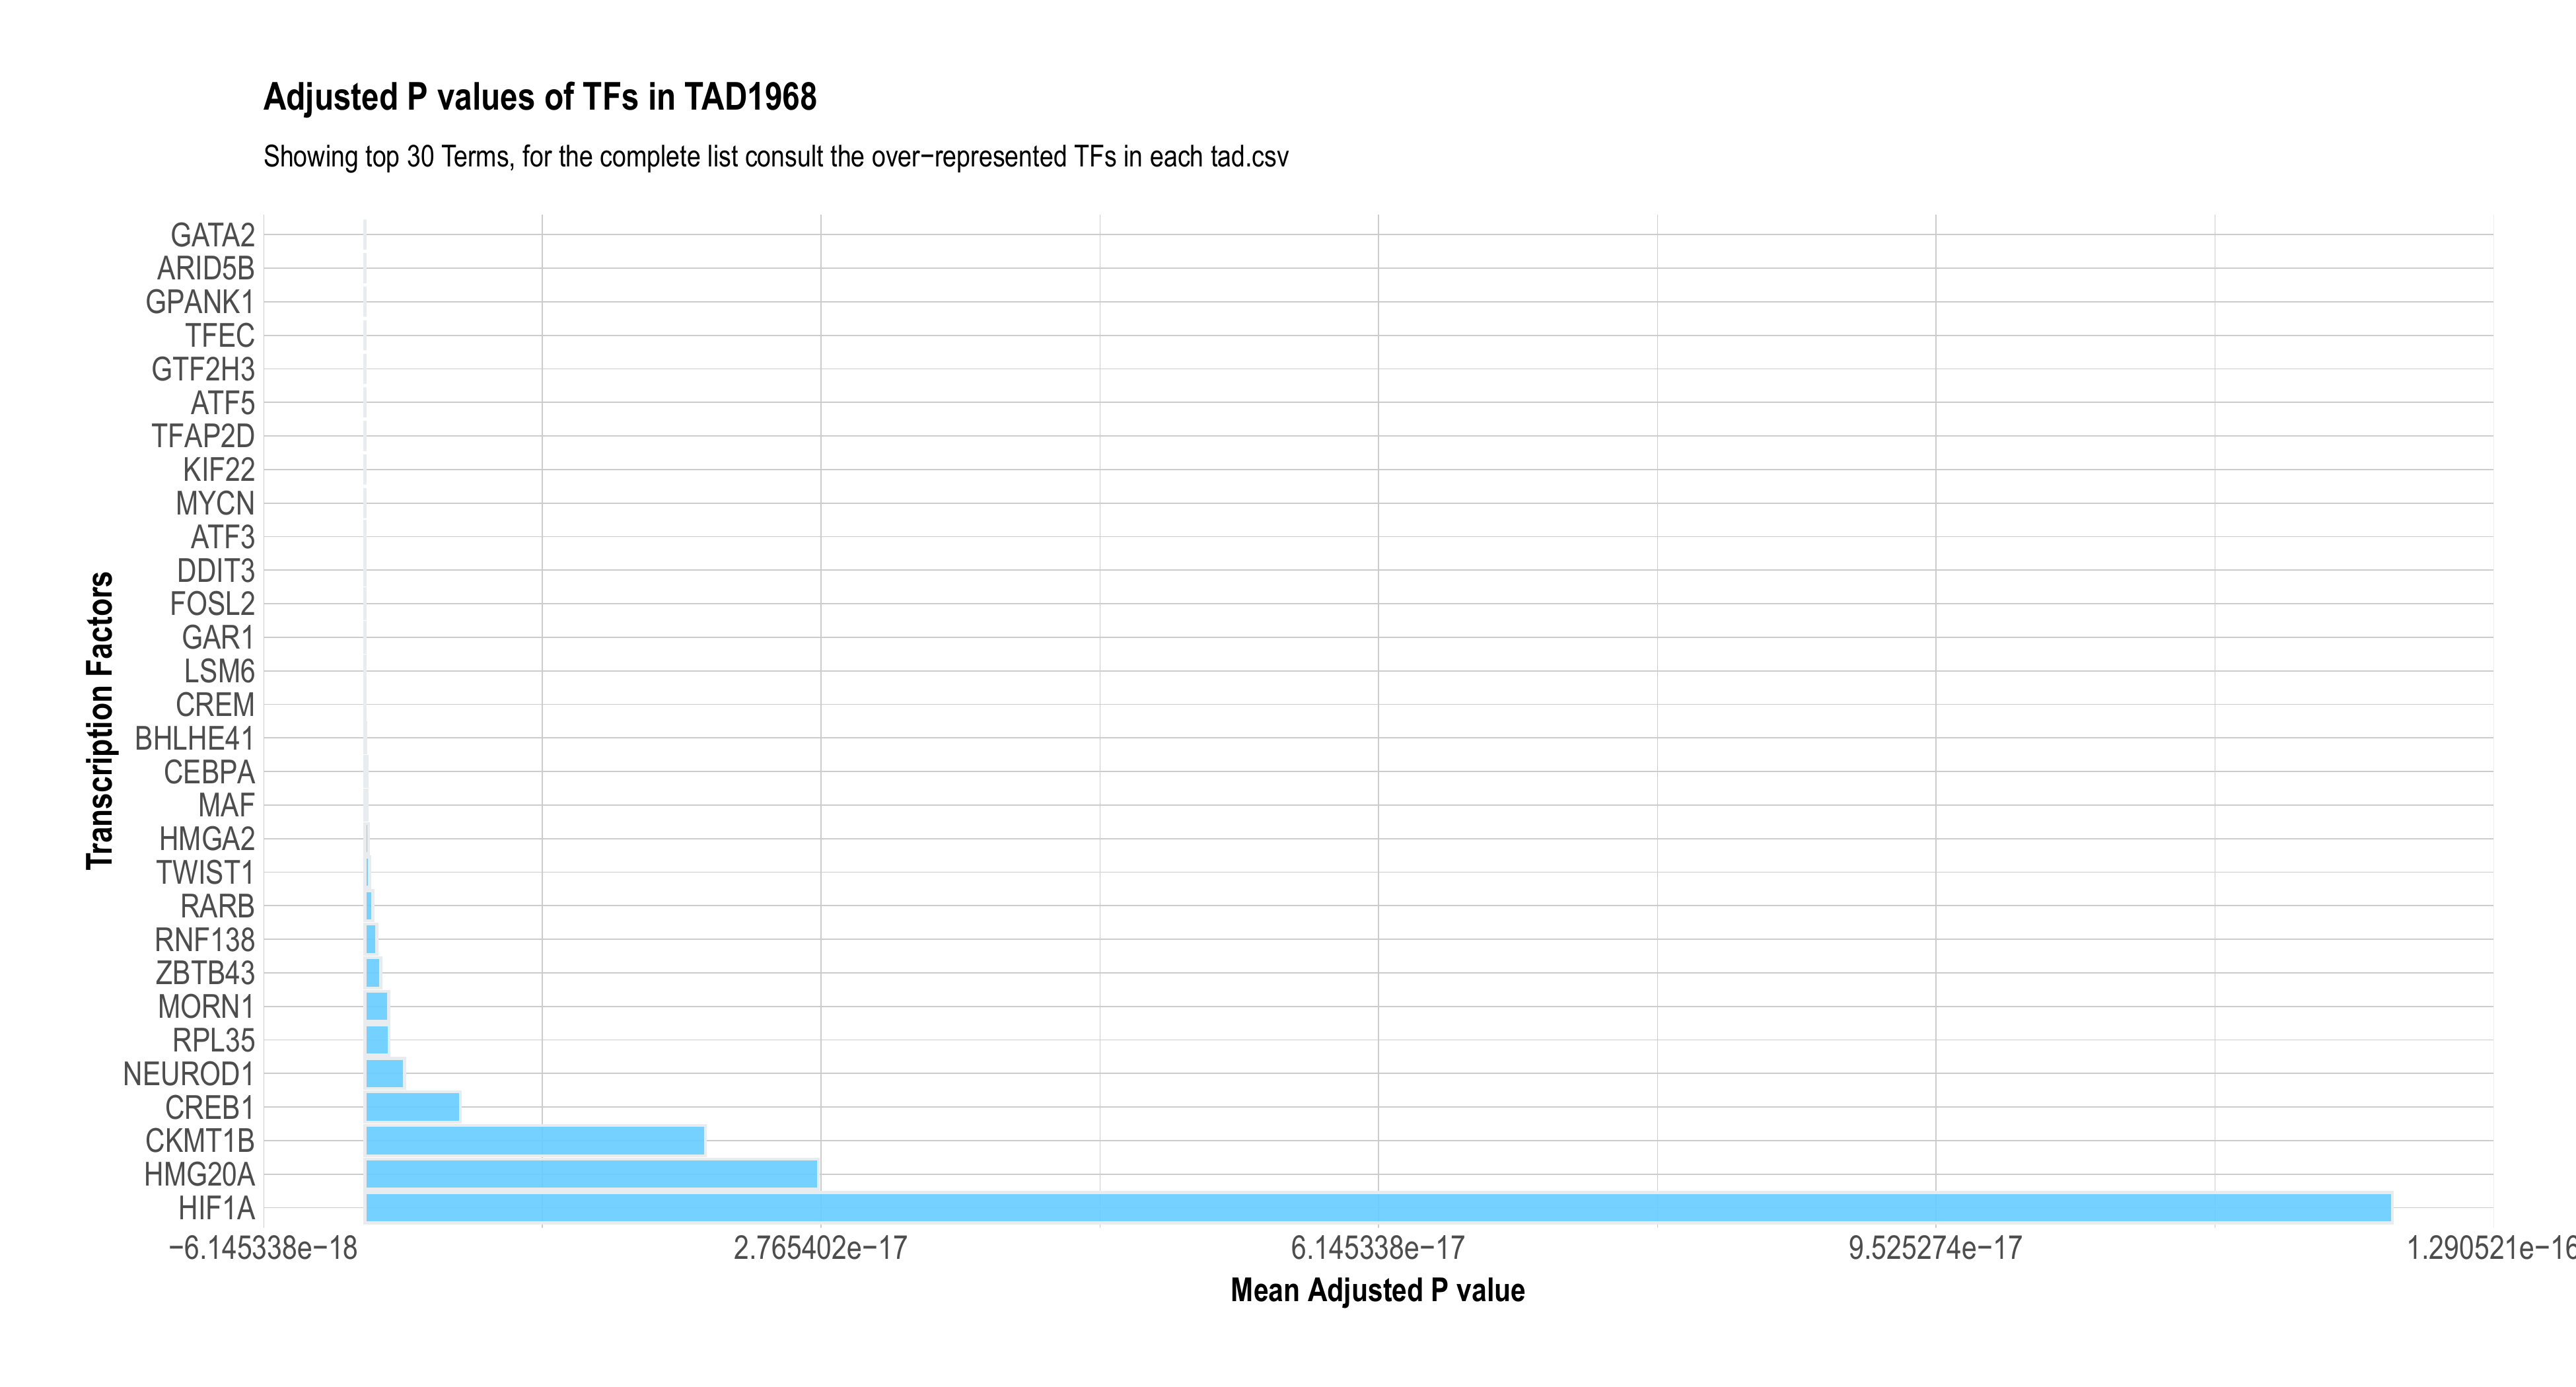 Adjusted P values of TFs in TAD1968
Showing top 30 Terms, for the complete list consult the over−represented TFs in each tad.csv
Transcription Factors
GATA2
ARID5B
GPANK1
TFEC
GTF2H3
ATF5
TFAP2D
KIF22
MYCN
ATF3
DDIT3
FOSL2
GAR1
LSM6
CREM
BHLHE41
CEBPA
MAF
HMGA2
TWIST1
RARB
RNF138
ZBTB43
MORN1
RPL35
NEUROD1
CREB1
CKMT1B
HMG20A
HIF1A
−6.145338e−18 2.765402e−17 6.145338e−17 9.525274e−17 1.290521e−16
Mean Adjusted P value